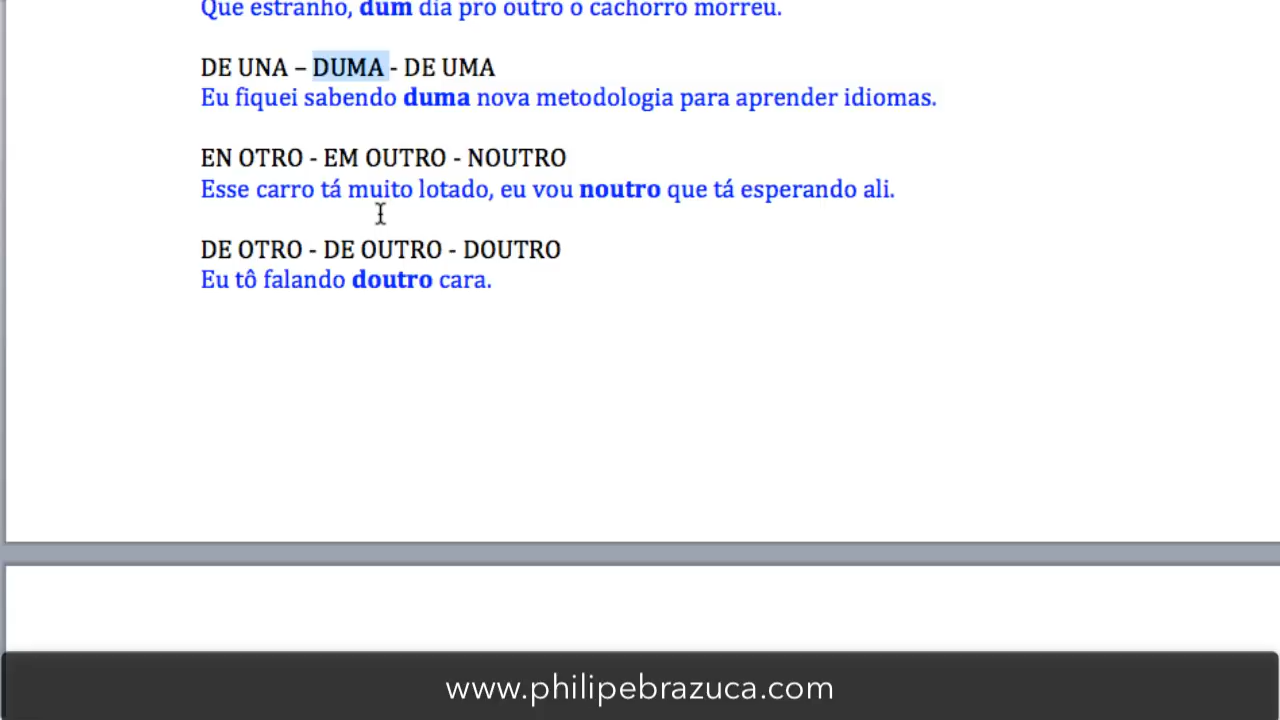 Que estranho, dum dia pro outro o cachorro morreu.
DE UNA – DUMA - DE UMA
Eu fiquei sabendo duma nova metodologia para aprender idiomas.
EN OTRO - EM OUTRO - NOUTRO
Esse carro tá muito lotado, eu vou noutro que tá esperando ali.
DE OTRO - DE OUTRO - DOUTRO
Eu tô falando doutro cara.
www.philipebrazuca.com